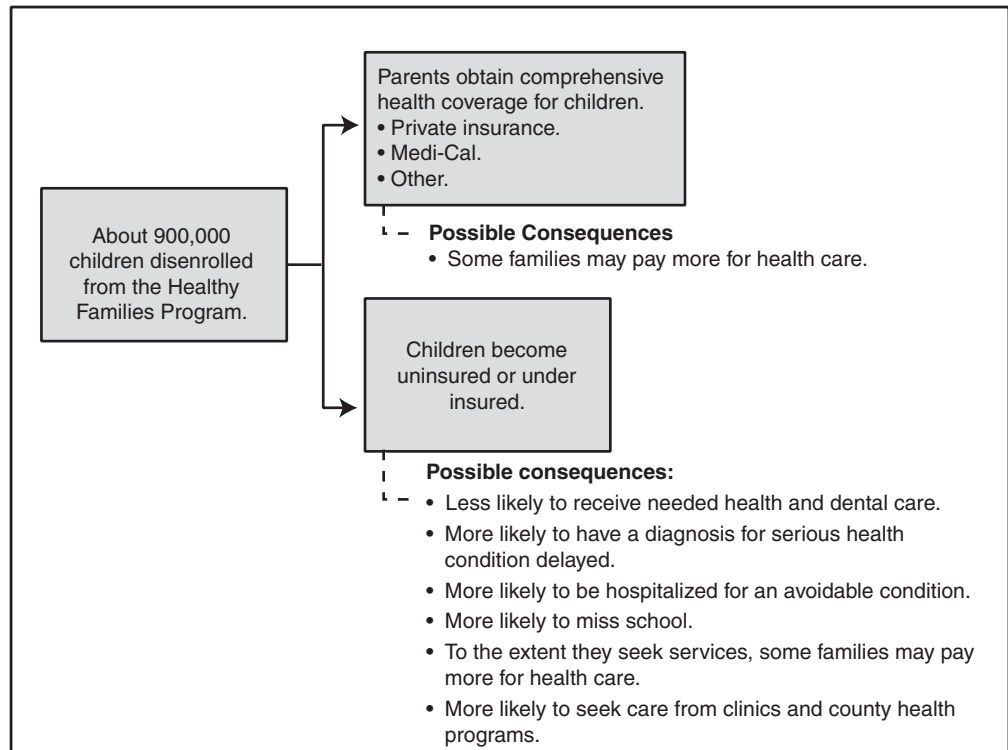 About 900,000
children disenrolled
from the Healthy
Families Program.
Parents obtain comprehensive
health coverage for children.
• Private insurance.
• Medi-Cal.
• Other.
Possible Consequences
• Some families may pay more for health care.
Children become
uninsured or under
insured.
Possible consequences:
• Less likely to receive needed health and dental care.
• More likely to have a diagnosis for serious health
condition delayed.
• More likely to be hospitalized for an avoidable condition.
• More likely to miss school.
• To the extent they seek services, some families may pay
more for health care.
• More likely to seek care from clinics and county health
programs.